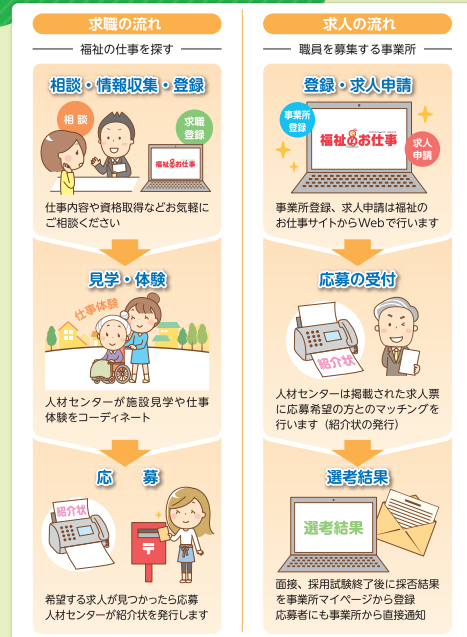 求職の流れ
福祉の仕事を探す
相談・情報収集・登録
相 談
求職
登録
福祉のお仕事
仕事内容や資格取得などお気軽に
ご相談ください
見学・体験
仕事体験
人材センターが施設見学や仕事
体験をコーディネート
応　募
紹介状
希望する求人が見つかったら応募
人材センターが紹介状を発行します
求人の流れ
職員を募集する事業所
登録・求人申請
事業所
登録
福祉のお仕事
求人
申請
事業所登録、求人申請は福祉の
お仕事サイトからWebで行います
応募の受付
紹介状
人材センターは掲載された求人票
に応募希望の方とのマッチングを
行います（紹介状の発行）
選考結果
選考結果
面接、採用試験終了後に採否結果
を事業所マイページから登録
応募者にも事業所から直接通知